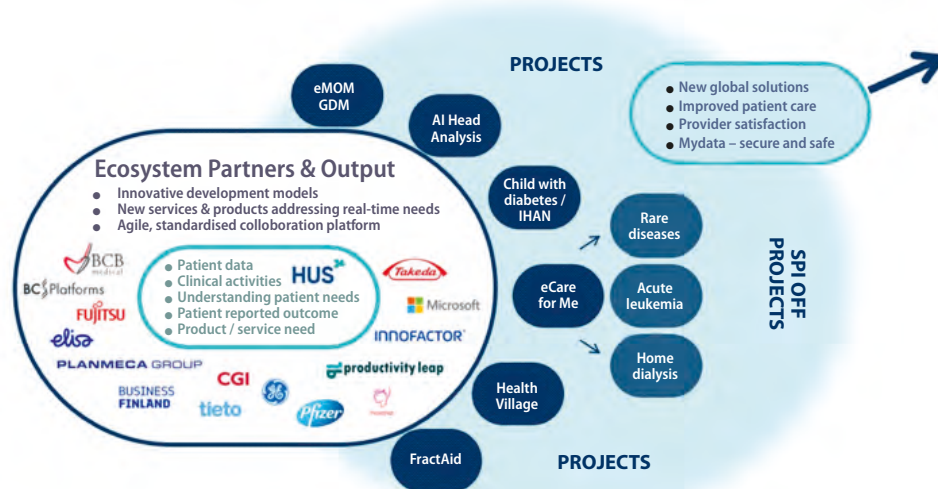 PROJECTS
eMOM
GDM
AI Head
Analysis
• New global solutions
• Improved patient care
• Provider satisfaction
• Mydata – secure and safe
Ecosystem Partners & Output
• Innovative development models
• New services & products addressing real-time needs
• Agile, standardised colloboration platform
Child with
diabetes /
IHAN
Rare
diseases
eCare
for Me
Acute
leukemia
Home
dialysis
SPI OFF
PROJECTS
BCB
medical
BC Platforms
FUJITSU
elisa
• Patient data
• Clinical activities
• Understanding patient needs
• Patient reported outcome
• Product / service need
HUS
Takeda
Microsoft
INNOFACTOR
PLANMECA GROUP
BUSINESS
FINLAND
CGI
tieto
GE
Pfizer
productivity leap
Health
Village
FractAid
PROJECTS